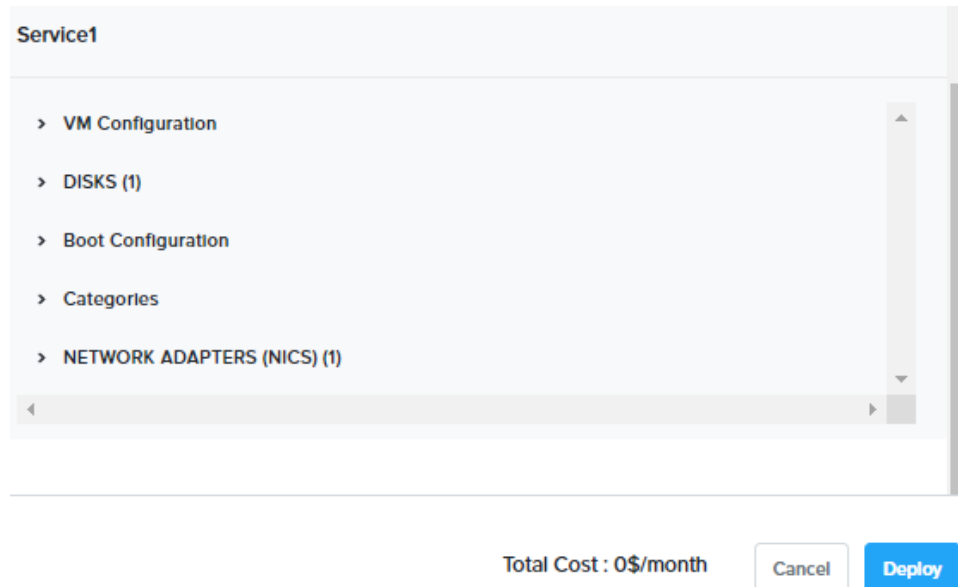 Service1
VM Configuration
DISKS (1)
Boot Configuration
Categories
NETWORK ADAPTERS (NICS) (1)
Total Cost : 0$/month
Cancel
Deploy